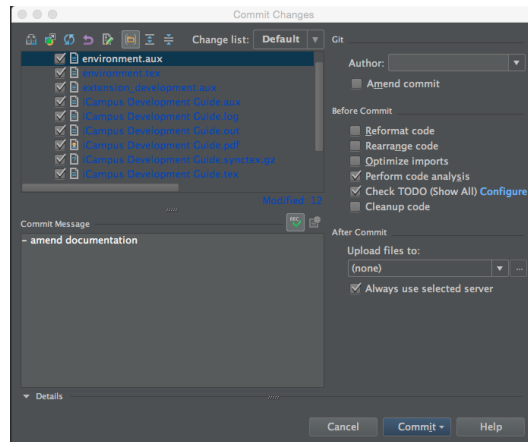 Commit Changes
Change list: Default
environment.aux
environment.tex
extension_development.aux
ICampus Development Guide.aux
ICampus Development Guide.log
ICampus Development Guide.out
ICampus Development Guide.pdf
ICampus Development Guide.synctex.gz
ICampus Development Guide.tex
Modified: 12
Commit Message
- amend documentation
Details
Git
Author:
Amend commit
Before Commit
Reformat code
Rearrange code
Optimize imports
Perform code analysis
Check TODO (Show All) Configure
Cleanup code
After Commit
Upload files to:
(none)
...
Always use selected server
Cancel
Commit
Help